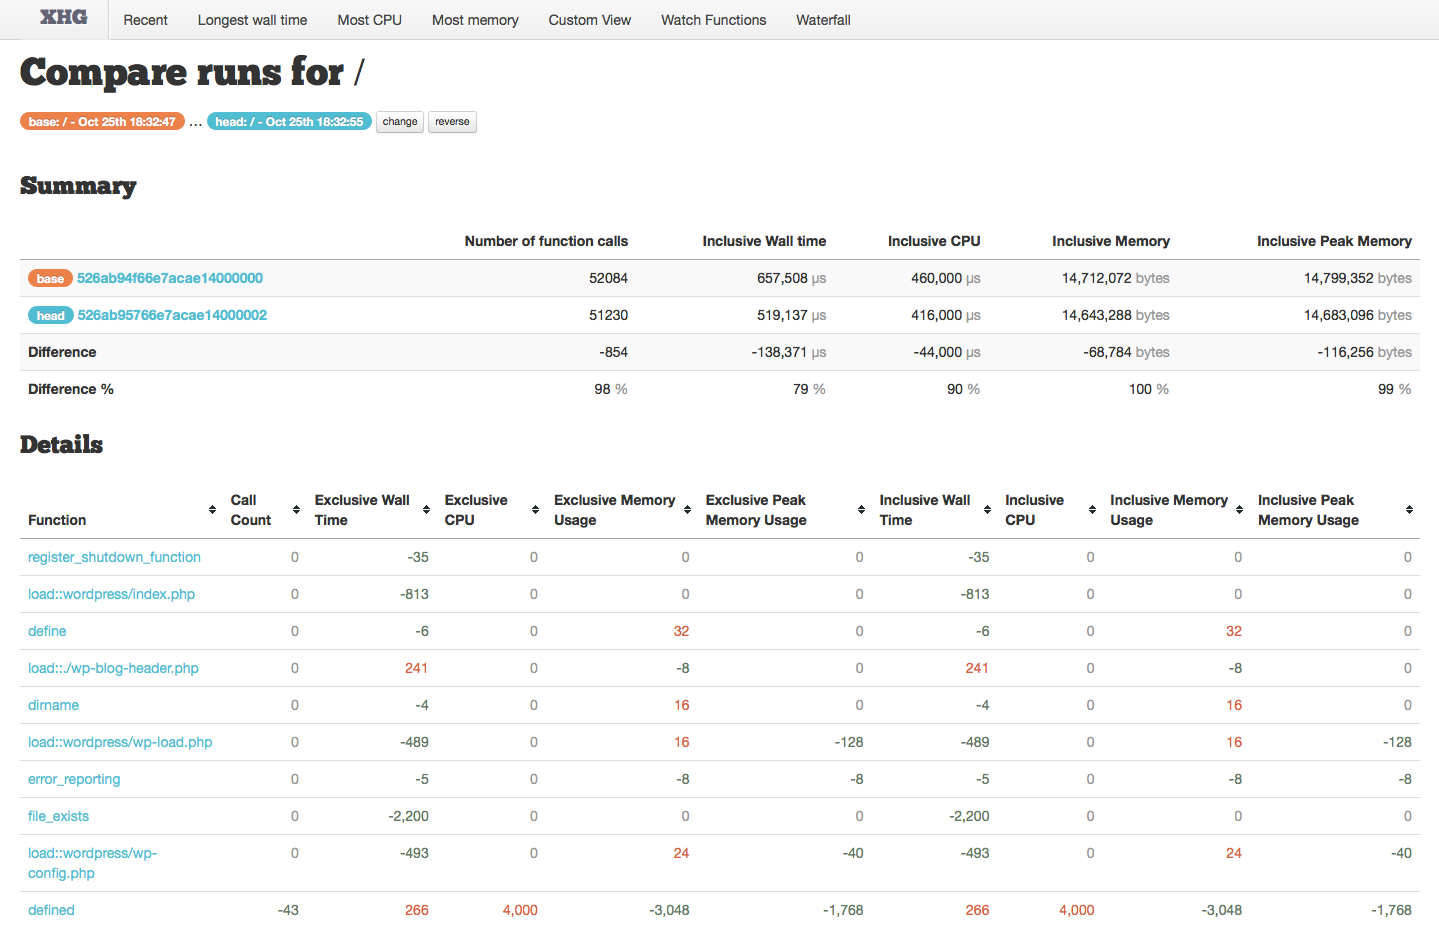 XHG Recent Longest wall time Most CPU Most memory Custom View Watch Functions Waterfall
Compare runs for /
base: / - Oct 25th 18:32:47 ... head: / - Oct 25th 18:32:55 change reverse
Summary
Number of function calls Inclusive Wall time Inclusive CPU Inclusive Memory Inclusive Peak Memory
base 526ab94f66e7acae14000000 52084 657,508 µs 460,000 µs 14,712,072 bytes 14,799,352 bytes
head 526ab95766e7acae14000002 51230 519,137 µs 416,000 µs 14,643,288 bytes 14,683,096 bytes
Difference -854 -138,371 µs -44,000 µs -68,784 bytes -116,256 bytes
Difference % 98 % 79 % 90 % 100 % 99 %
Details
Call Exclusive Wall Exclusive Exclusive Memory Exclusive Peak Inclusive Wall Inclusive Inclusive Memory Inclusive Peak
Function Count Time CPU Usage Memory Usage Time CPU Usage Memory Usage
register_shutdown_function 0 -35 0 0 0 -35 0 0 0
load::wordpress/index.php 0 -813 0 0 0 -813 0 0 0
define 0 -6 0 32 0 -6 0 32 0
load::./wp-blog-header.php 0 241 0 -8 0 241 0 -8 0
dirname 0 -4 0 16 0 -4 0 16 0
load::wordpress/wp-load.php 0 -489 0 16 -128 -489 0 16 -128
error_reporting 0 -5 0 -8 -8 -5 0 -8 -8
file_exists 0 -2,200 0 0 0 -2,200 0 0 0
load::wordpress/wp- 0 -493 0 24 -40 -493 0 24 -40
config.php
defined -43 266 4,000 -3,048 -1,768 266 4,000 -3,048 -1,768